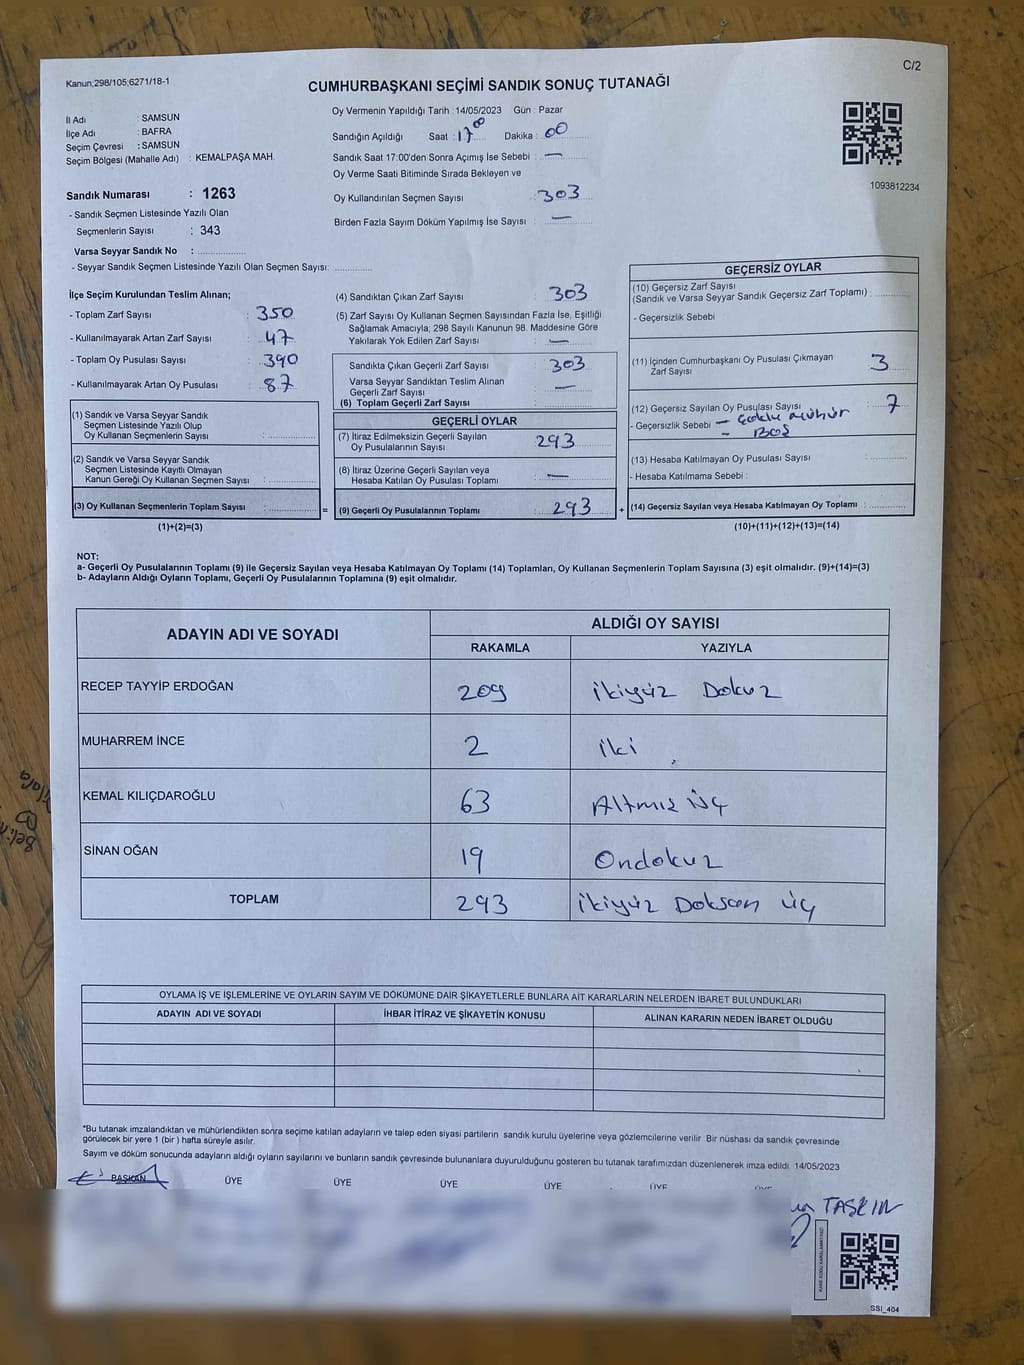 Kanun:298/105;6271/18-1
C/2
CUMHURBAŞKANI SEÇİMİ SANDIK SONUÇ TUTANAĞI
İl Adı : SAMSUN
İlçe Adı : BAFRA
Seçim Çevresi : SAMSUN
Seçim Bölgesi (Mahalle Adı) : KEMALPAŞA MAH.
Sandık Numarası : 1263
- Sandık Seçmen Listesinde Yazılı Olan
Seçmenlerin Sayısı : 343
Varsa Seyyar Sandık No :
- Seyyar Sandık Seçmen Listesinde Yazılı Olan Seçmen Sayısı:
Oy Vermenin Yapıldığı Tarih 14/05/2023 Gün : Pazar
Sandığın Açıldığı Saat : 17 00 Dakika : 00
Sandık Saat 17:00'den Sonra Açımış İse Sebebi : —
Oy Verme Saati Bitiminde Sırada Bekleyen ve
Oy Kullandırılan Seçmen Sayısı : 303
Birden Fazla Sayım Döküm Yapılmış İse Sayısı : —
1093812234
İlçe Seçim Kurulundan Teslim Alınan;
- Toplam Zarf Sayısı : 350
- Kullanılmayarak Artan Zarf Sayısı : 47
- Toplam Oy Pusulası Sayısı : 390
- Kullanılmayarak Artan Oy Pusulası : 87
(1) Sandık ve Varsa Seyyar Sandık
Seçmen Listesinde Yazılı Olup
Oy Kullanan Seçmenlerin Sayısı :
(2) Sandık ve Varsa Seyyar Sandık
Seçmen Listesinde Kayıtlı Olmayan
Kanun Gereği Oy Kullanan Seçmen Sayısı :
(3) Oy Kullanan Seçmenlerin Toplam Sayısı :
(1)+(2)=(3)
=
(4) Sandıktan Çıkan Zarf Sayısı : 303
(5) Zarf Sayısı Oy Kullanan Seçmen Sayısından Fazla İse, Eşitliği
Sağlamak Amacıyla; 298 Sayılı Kanunun 98. Maddesine Göre
Yakılarak Yok Edilen Zarf Sayısı : —
Sandıkta Çıkan Geçerli Zarf Sayısı : 303
Varsa Seyyar Sandıktan Teslim Alınan
Geçerli Zarf Sayısı : —
(6) Toplam Geçerli Zarf Sayısı :
GEÇERLİ OYLAR
(7) İtiraz Edilmeksizin Geçerli Sayılan
Oy Pusulalarının Sayısı : 293
(8) İtiraz Üzerine Geçerli Sayılan veya
Hesaba Katılan Oy Pusulası Toplamı : —
(9) Geçerli Oy Pusulalarının Toplamı : 293
+
GEÇERSİZ OYLAR
(10) Geçersiz Zarf Sayısı
(Sandık ve Varsa Seyyar Sandık Geçersiz Zarf Toplamı) :
- Geçersizlik Sebebi :
(11) İçinden Cumhurbaşkanı Oy Pusulası Çıkmayan
Zarf Sayısı : 3
(12) Geçersiz Sayılan Oy Pusulası Sayısı : 7
- Geçersizlik Sebebi — Çoklu mühür
— Boş
(13) Hesaba Katılmayan Oy Pusulası Sayısı :
- Hesaba Katılmama Sebebi :
(14) Geçersiz Sayılan veya Hesaba Katılmayan Oy Toplamı :
(10)+(11)+(12)+(13)=(14)
NOT:
a- Geçerli Oy Pusulalarının Toplamı (9) ile Geçersiz Sayılan veya Hesaba Katılmayan Oy Toplamı (14) Toplamları, Oy Kullanan Seçmenlerin Toplam Sayısına (3) eşit olmalıdır. (9)+(14)=(3)
b- Adayların Aldığı Oyların Toplamı, Geçerli Oy Pusulalarının Toplamına (9) eşit olmalıdır.
ADAYIN ADI VE SOYADI
ALDIĞI OY SAYISI
RAKAMLA YAZIYLA
RECEP TAYYİP ERDOĞAN 209 ikiyüz Dokuz
MUHARREM İNCE 2 iki
KEMAL KILIÇDAROĞLU 63 Altmış üç
SİNAN OĞAN 19 Ondokuz
TOPLAM 293 ikiyüz Doksan üç
OYLAMA İŞ VE İŞLEMLERİNE VE OYLARIN SAYIM VE DÖKÜMÜNE DAİR ŞİKAYETLERLE BUNLARA AİT KARARLARIN NELERDEN İBARET BULUNDUKLARI
ADAYIN ADI VE SOYADI İHBAR İTİRAZ VE ŞİKAYETİN KONUSU ALINAN KARARIN NEDEN İBARET OLDUĞU
*Bu tutanak imzalandıktan ve mühürlendikten sonra seçime katılan adayların ve talep eden siyasi partilerin sandık kurulu üyelerine veya gözlemcilerine verilir Bir nüshası da sandık çevresinde
görülecek bir yere 1 (bir ) hafta süreyle asılır.
Sayım ve döküm sonucunda adayların aldığı oyların sayılarını ve bunların sandık çevresinde bulunanlara duyurulduğunu gösteren bu tutanak tarafımızdan düzenlenerek imza edildi. 14/05/2023
BAŞKAN ÜYE ÜYE ÜYE ÜYE ÜYE ÜYE
TAŞKIN
SSI_404